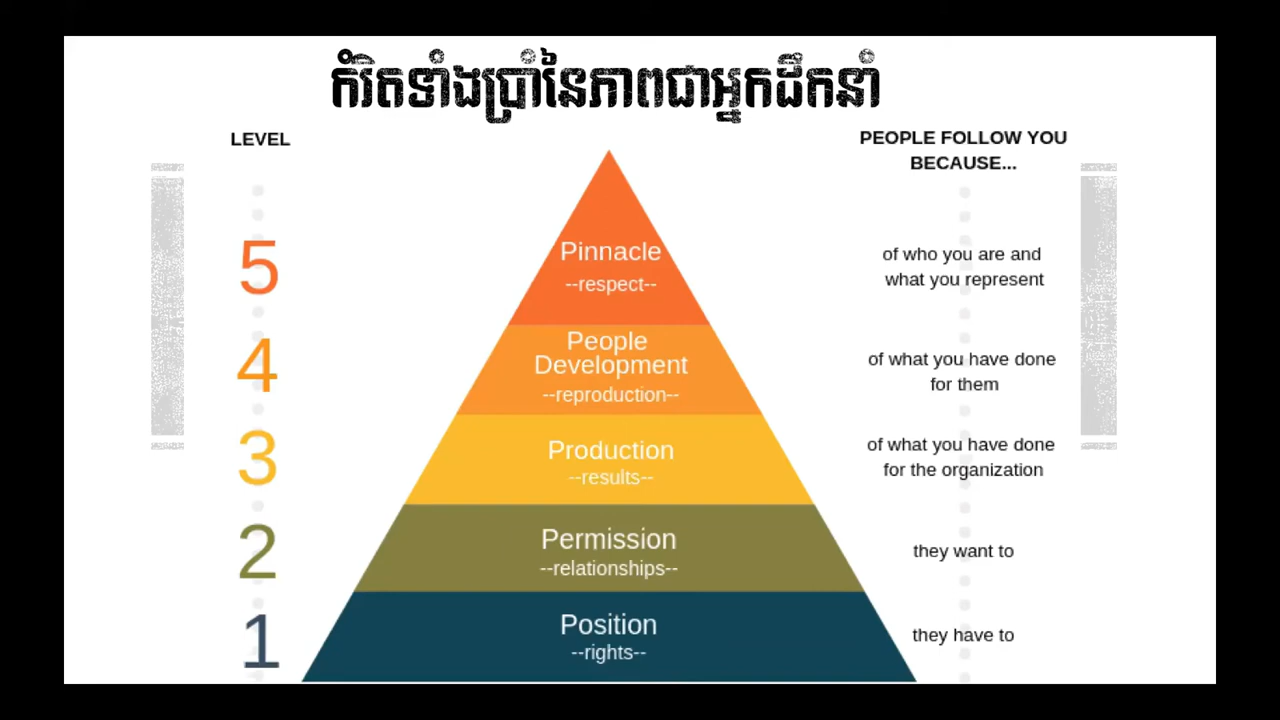 កំរិតទាំងប្រាំនៃភាពជាអ្នកដឹកនាំ
LEVEL
PEOPLE FOLLOW YOU
BECAUSE...
5
Pinnacle
--respect--
of who you are and
what you represent
4
People
Development
--reproduction--
of what you have done
for them
3
Production
--results--
of what you have done
for the organization
2
Permission
--relationships--
they want to
1
Position
--rights--
they have to